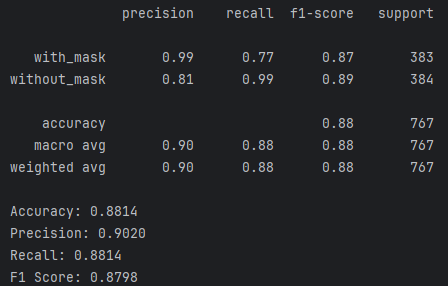 precision recall f1-score support
with_mask 0.99 0.77 0.87 383
without_mask 0.81 0.99 0.89 384
accuracy 0.88 767
macro avg 0.90 0.88 0.88 767
weighted avg 0.90 0.88 0.88 767
Accuracy: 0.8814
Precision: 0.9020
Recall: 0.8814
F1 Score: 0.8798